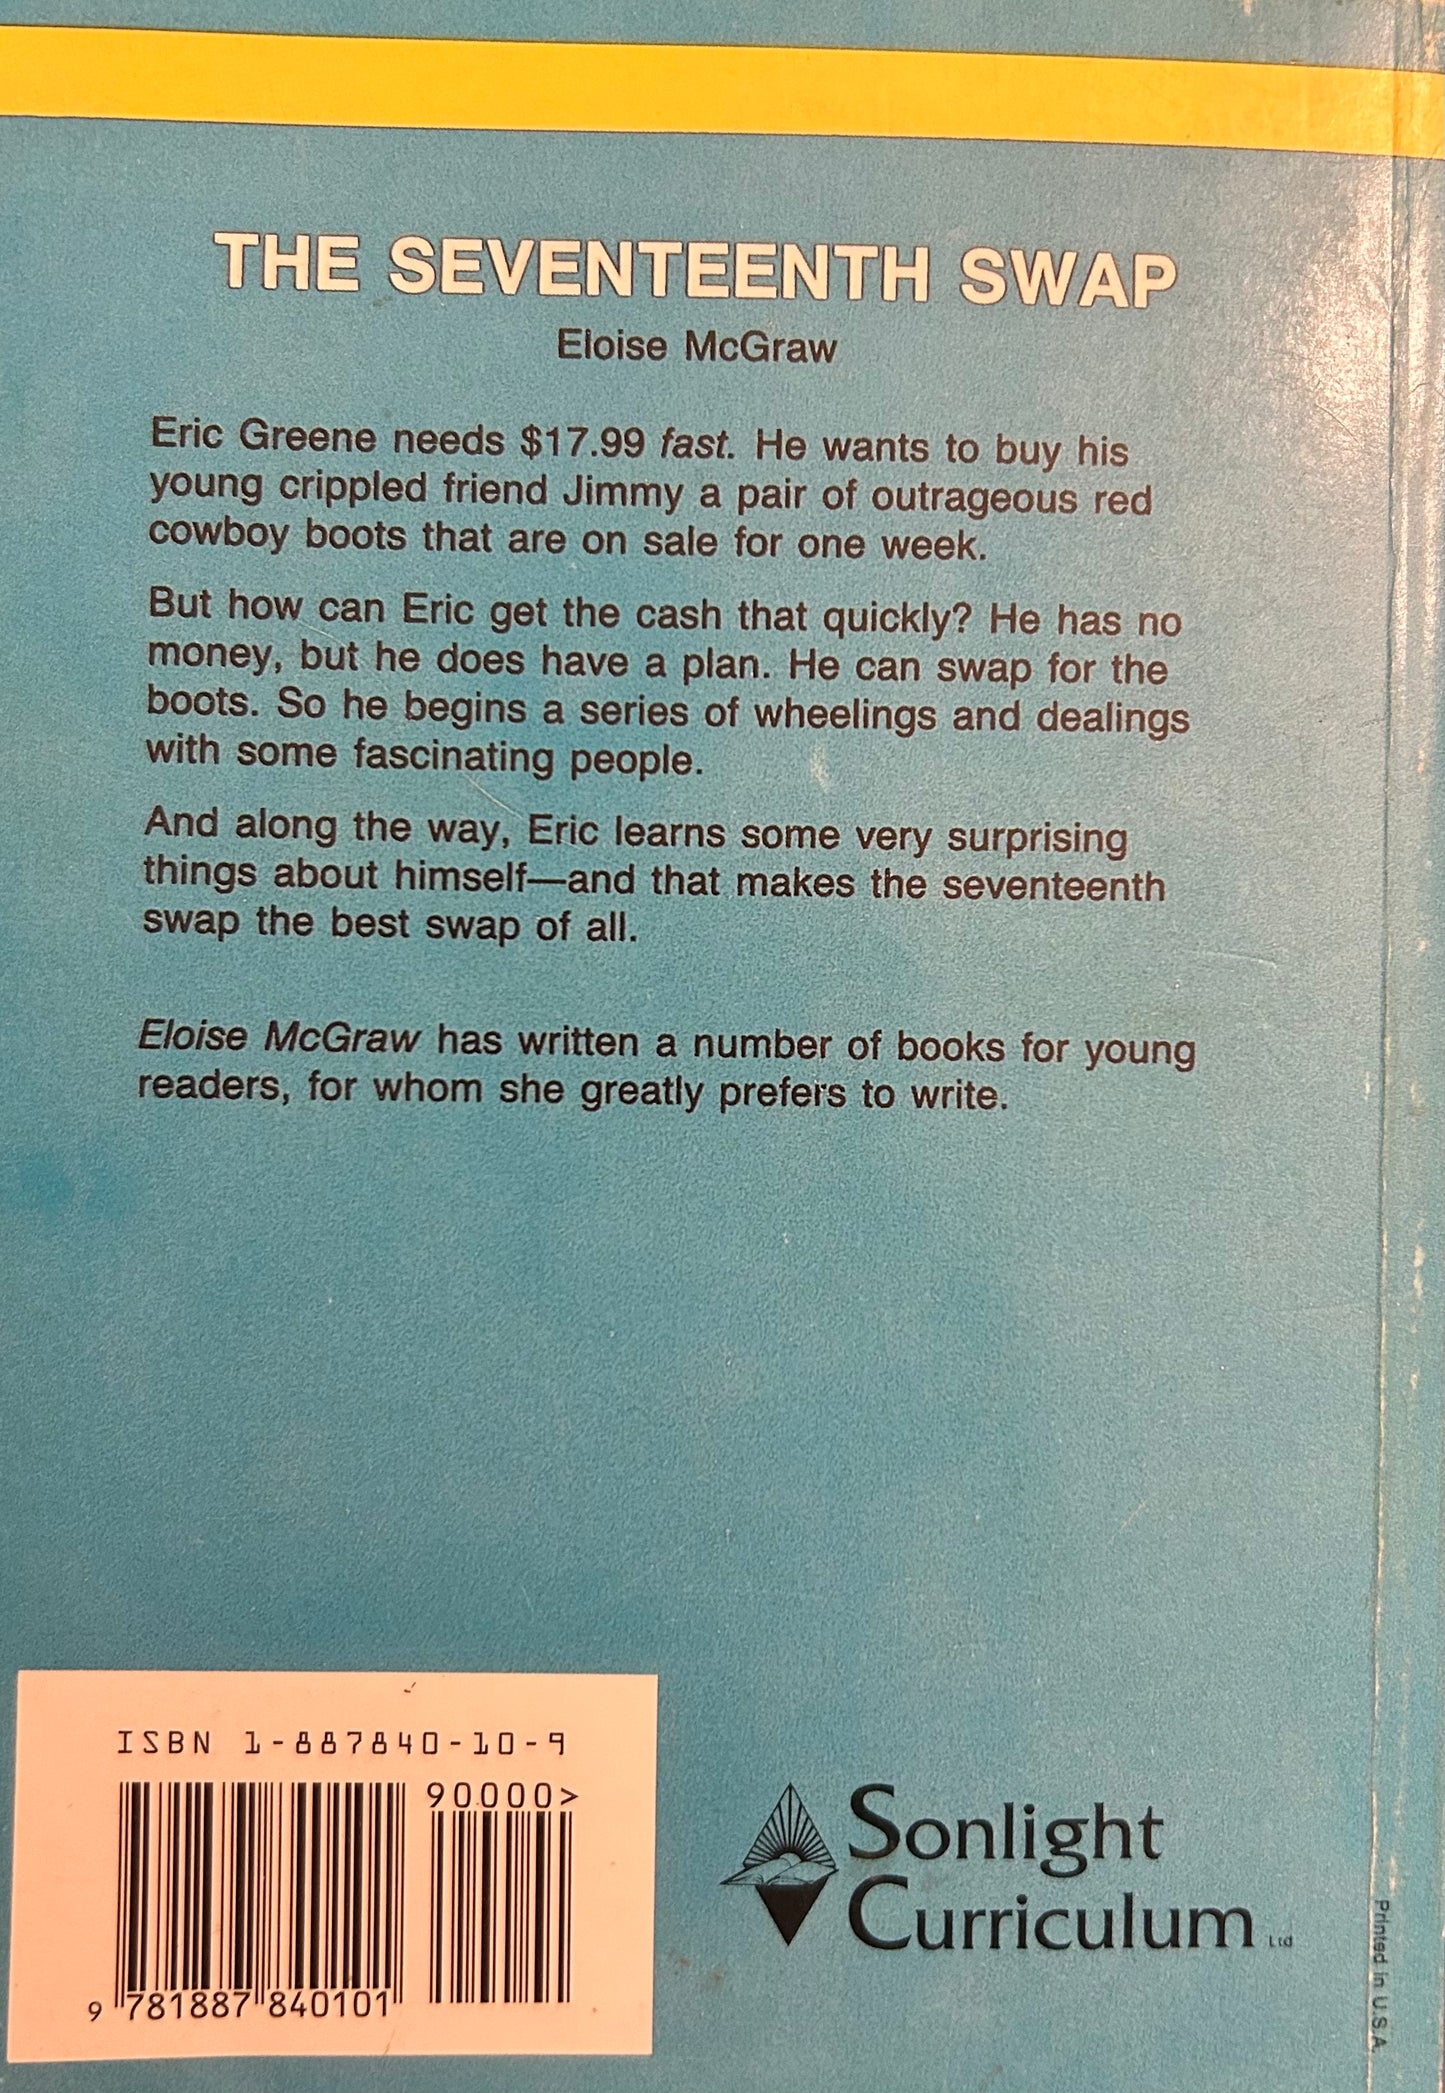 THE SEVENTEENTH SWAP
Eloise McGraw
Eric Greene needs $17.99 fast. He wants to buy his
young crippled friend Jimmy a pair of outrageous red
cowboy boots that are on sale for one week.
But how can Eric get the cash that quickly? He has no
money, but he does have a plan. He can swap for the
boots. So he begins a series of wheelings and dealings
with some fascinating people.
And along the way, Eric learns some very surprising
things about himself—and that makes the seventeenth
swap the best swap of all.
Eloise McGraw has written a number of books for young
readers, for whom she greatly prefers to write.
ISBN 1-887840-10-9
90000>
9 781887 840101
Sonlight
Curriculum Ltd
Printed in U.S.A.